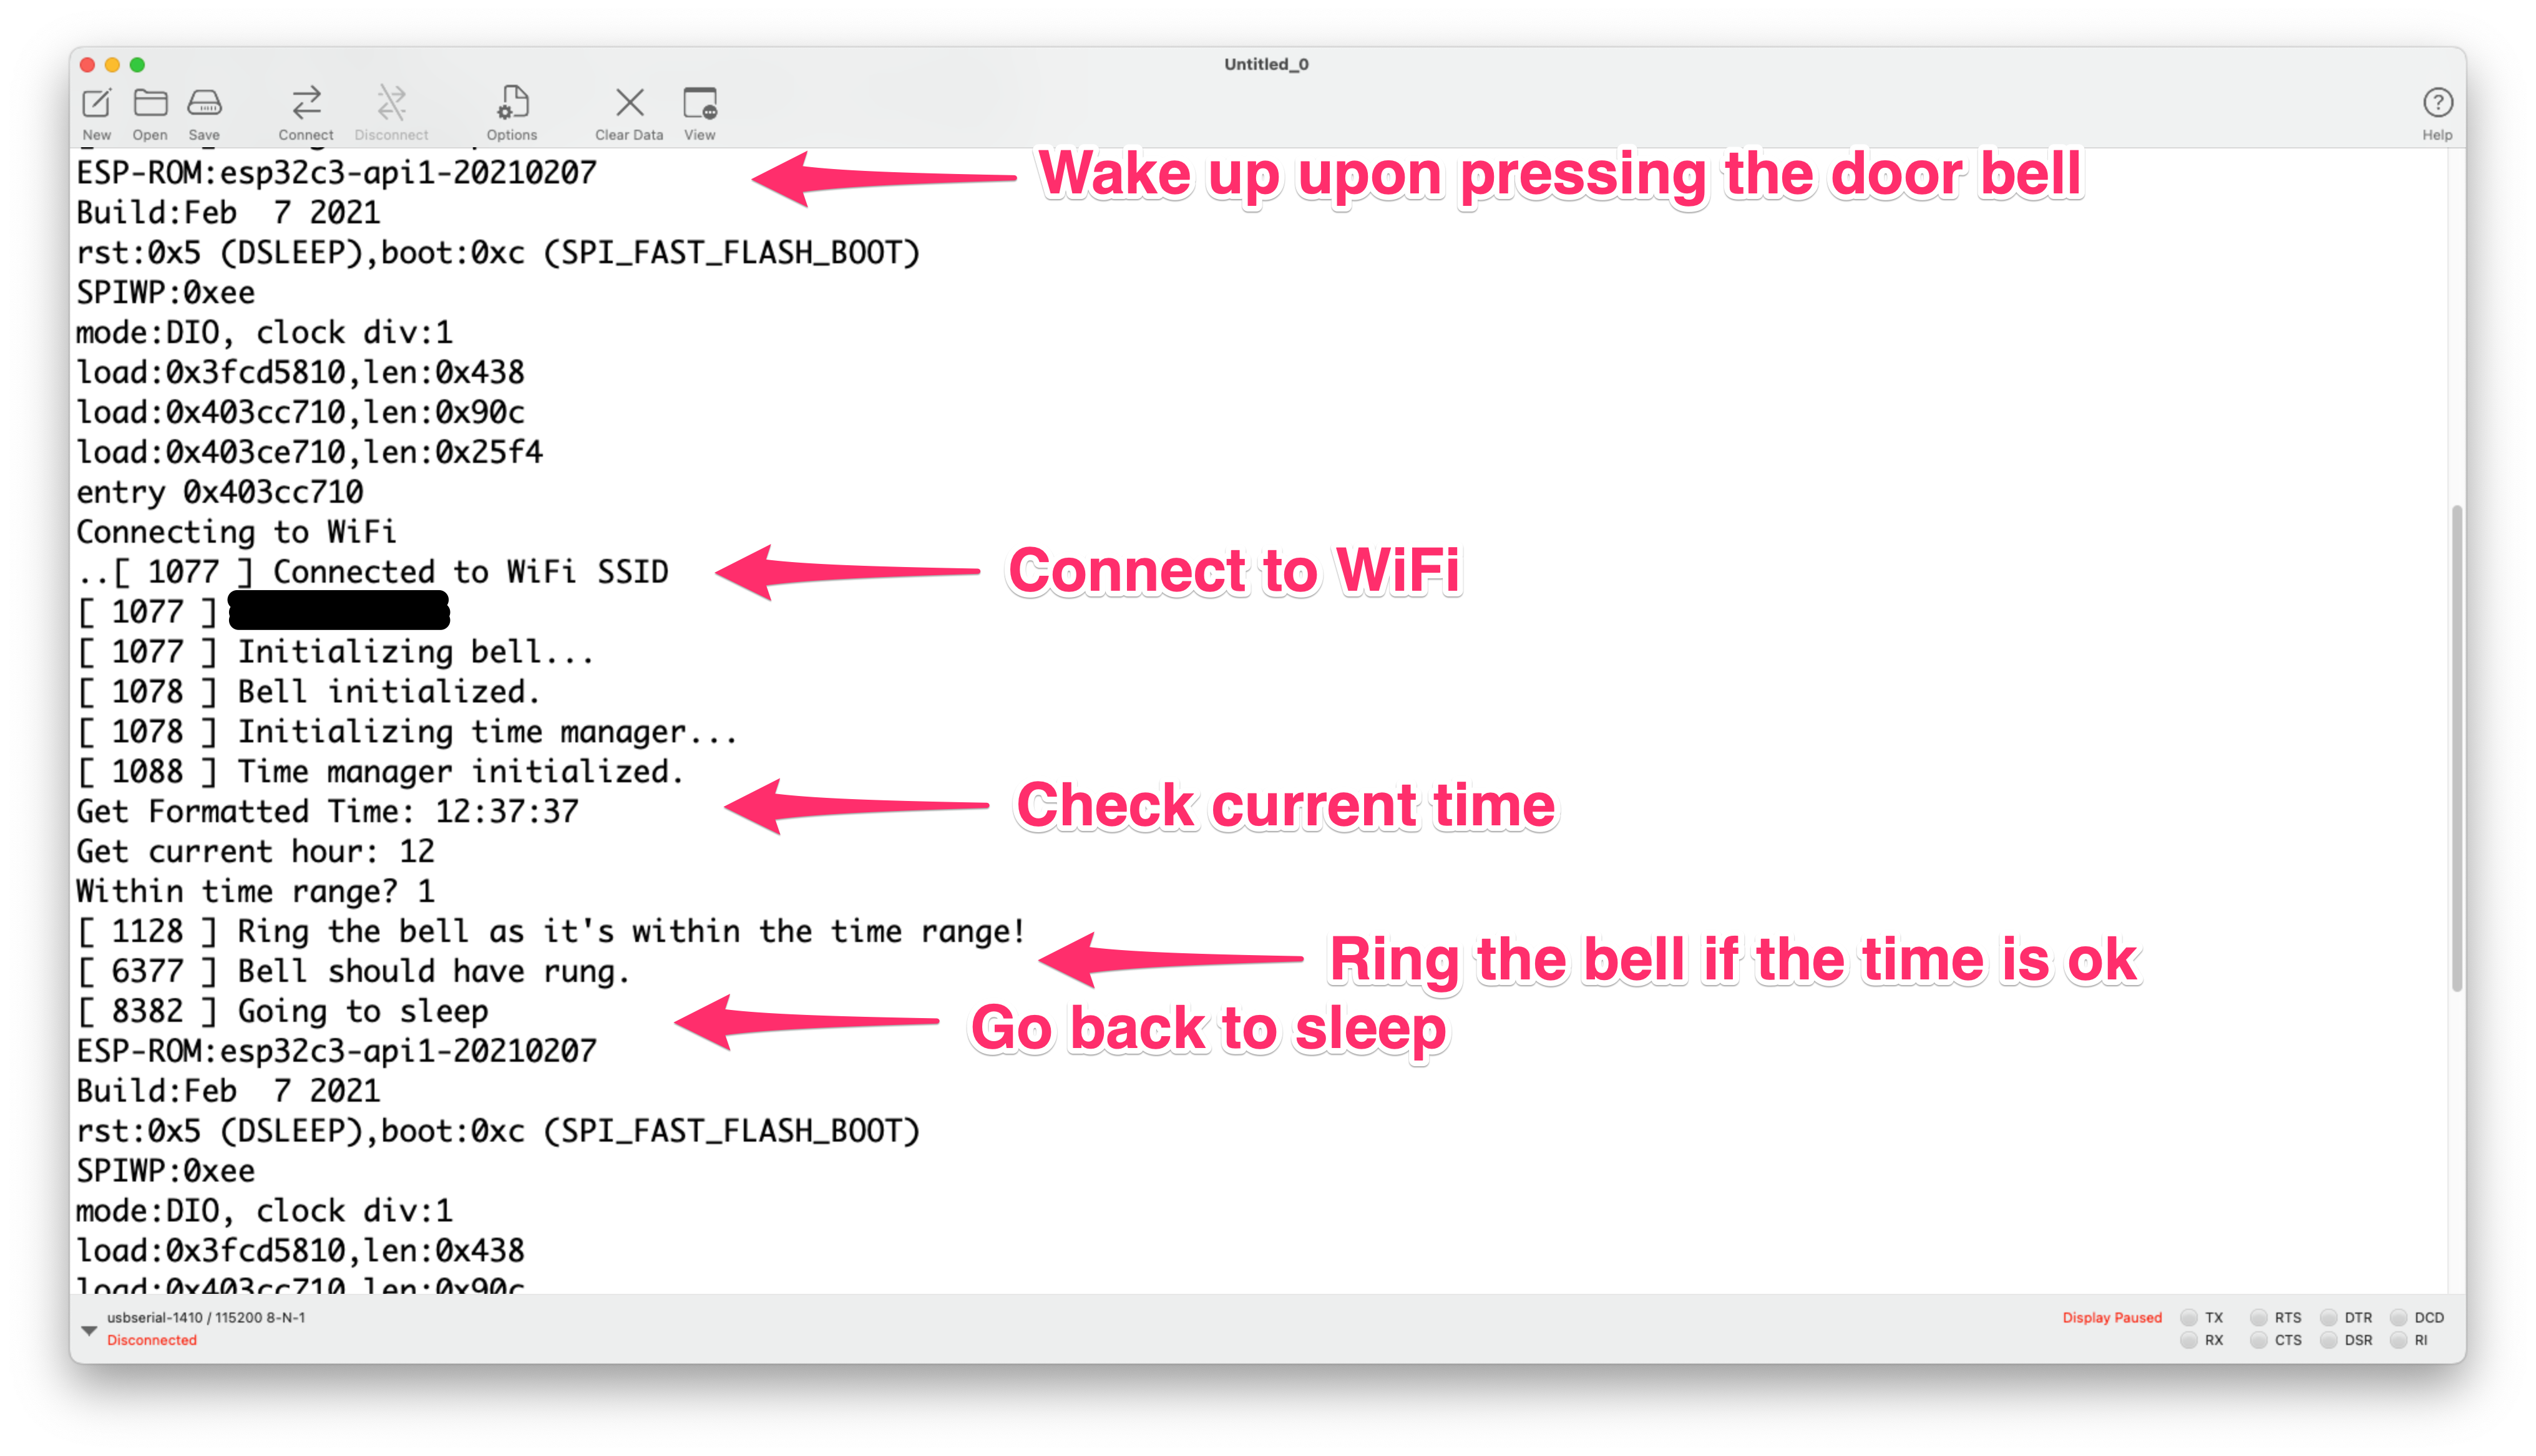 Untitled_0
New Open Save Connect Disconnect Options Clear Data View Help
ESP-ROM:esp32c3-api1-20210207
Wake up upon pressing the door bell
Build:Feb  7 2021
rst:0x5 (DSLEEP),boot:0xc (SPI_FAST_FLASH_BOOT)
SPIWP:0xee
mode:DIO, clock div:1
load:0x3fcd5810,len:0x438
load:0x403cc710,len:0x90c
load:0x403ce710,len:0x25f4
entry 0x403cc710
Connecting to WiFi
..[ 1077 ] Connected to WiFi SSID
Connect to WiFi
[ 1077 ]
[ 1077 ] Initializing bell...
[ 1078 ] Bell initialized.
[ 1078 ] Initializing time manager...
[ 1088 ] Time manager initialized.
Get Formatted Time: 12:37:37
Check current time
Get current hour: 12
Within time range? 1
[ 1128 ] Ring the bell as it's within the time range!
Ring the bell if the time is ok
[ 6377 ] Bell should have rung.
[ 8382 ] Going to sleep
Go back to sleep
ESP-ROM:esp32c3-api1-20210207
Build:Feb  7 2021
rst:0x5 (DSLEEP),boot:0xc (SPI_FAST_FLASH_BOOT)
SPIWP:0xee
mode:DIO, clock div:1
load:0x3fcd5810,len:0x438
load:0x403cc710,len:0x90c
usbserial-1410 / 115200 8-N-1
Disconnected
Display Paused
TX RTS DTR DCD
RX CTS DSR RI